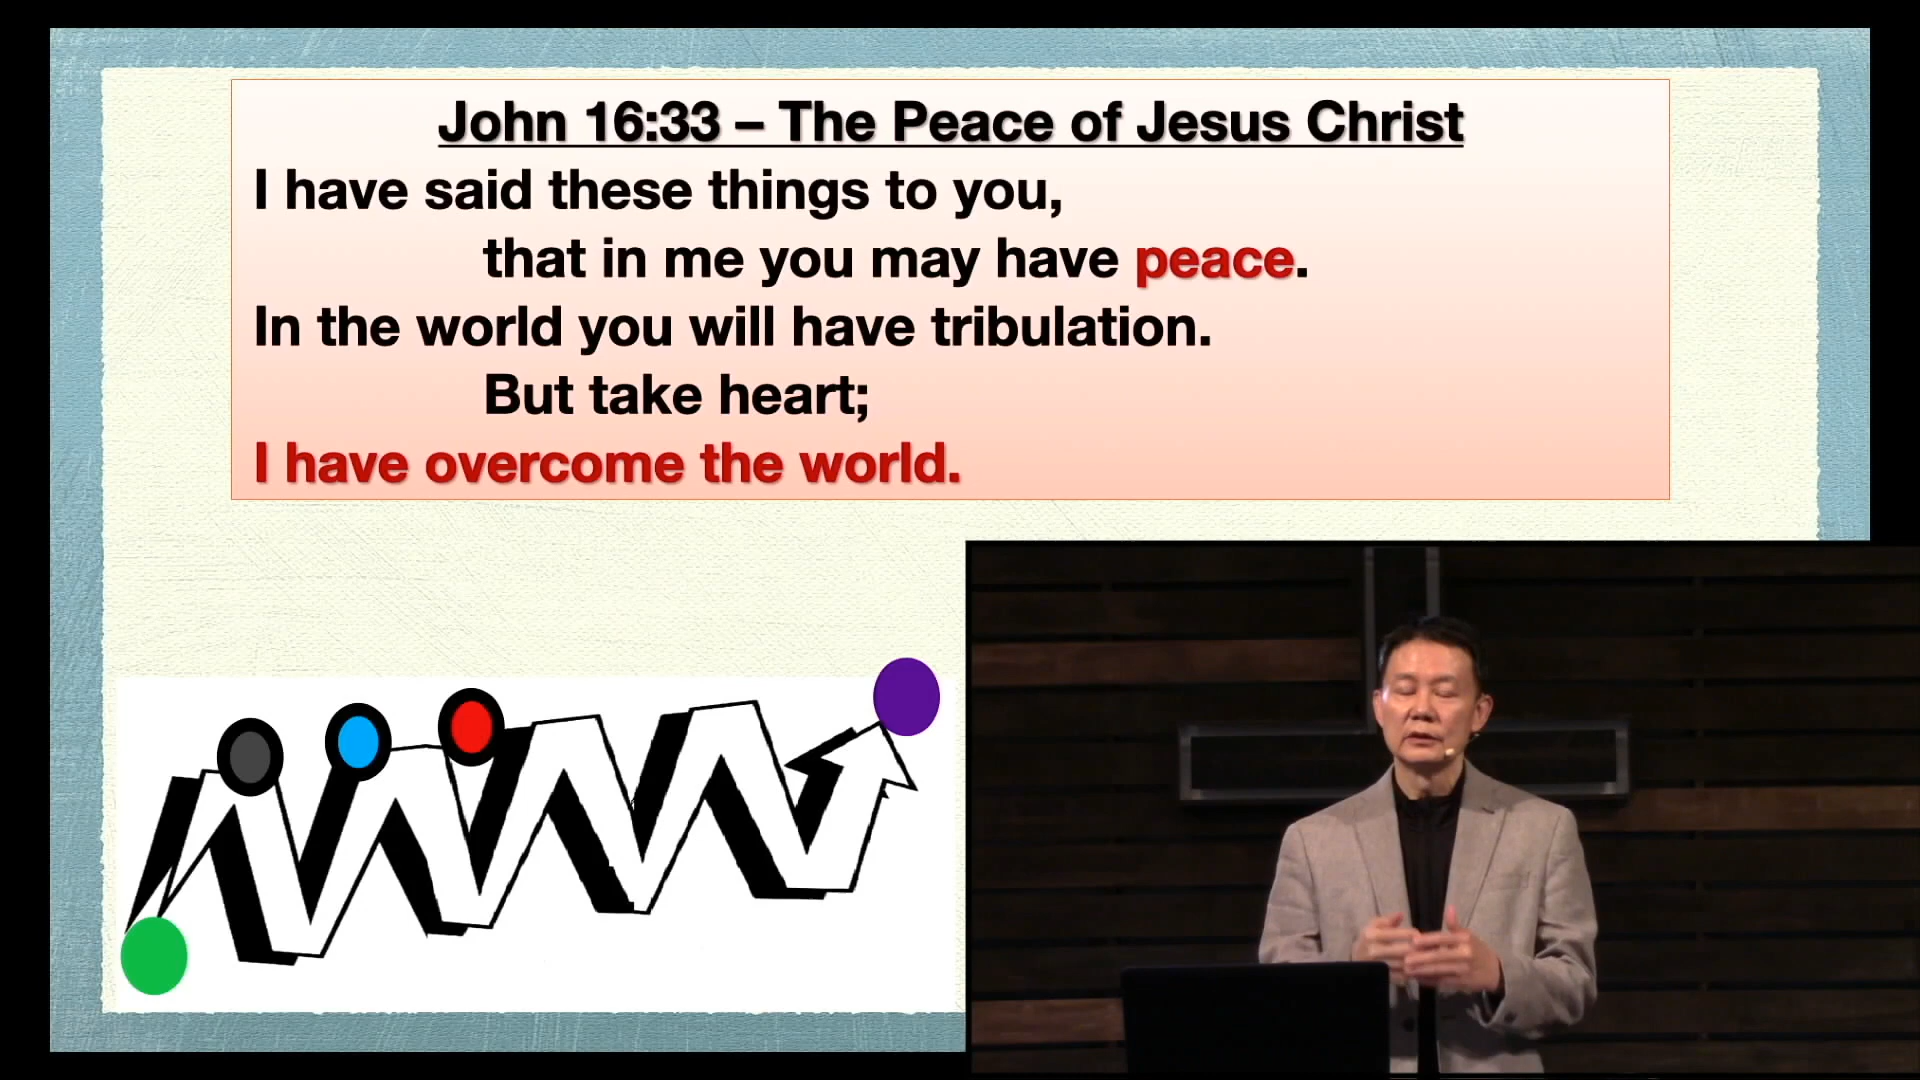 John 16:33 – The Peace of Jesus Christ
I have said these things to you,
that in me you may have peace.
In the world you will have tribulation.
But take heart;
I have overcome the world.